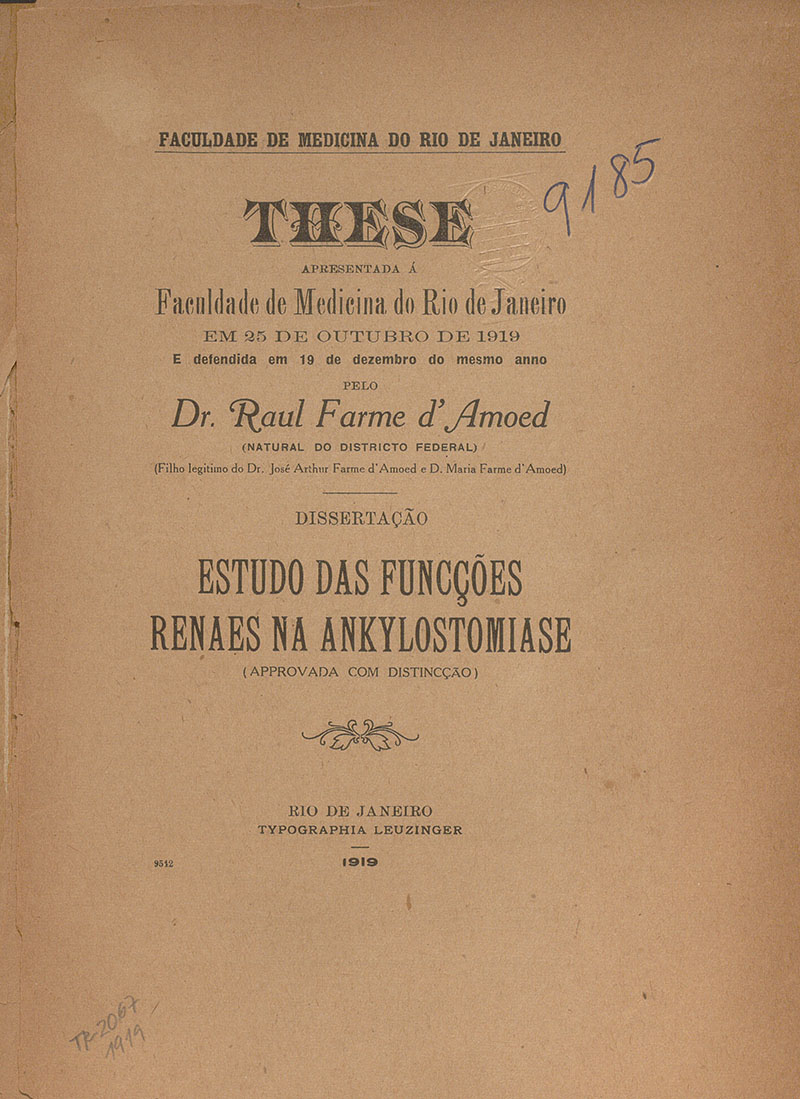 FACULDADE DE MEDICINA DO RIO DE JANEIRO
9185
THESE
APRESENTADA Á
Faculdade de Medicina do Rio de Janeiro
EM 25 DE OUTUBRO DE 1919
E defendida em 19 de dezembro do mesmo anno
PELO
Dr. Raul Farme d'Amoed
(NATURAL DO DISTRICTO FEDERAL)
(Filho legitimo do Dr. José Arthur Farme d'Amoed e D. Maria Farme d'Amoed)
DISSERTAÇÃO
ESTUDO DAS FUNCÇÕES
RENAES NA ANKYLOSTOMIASE
(APPROVADA COM DISTINCÇÃO)
RIO DE JANEIRO
TYPOGRAPHIA LEUZINGER
9512
1919
TR-2067
1919